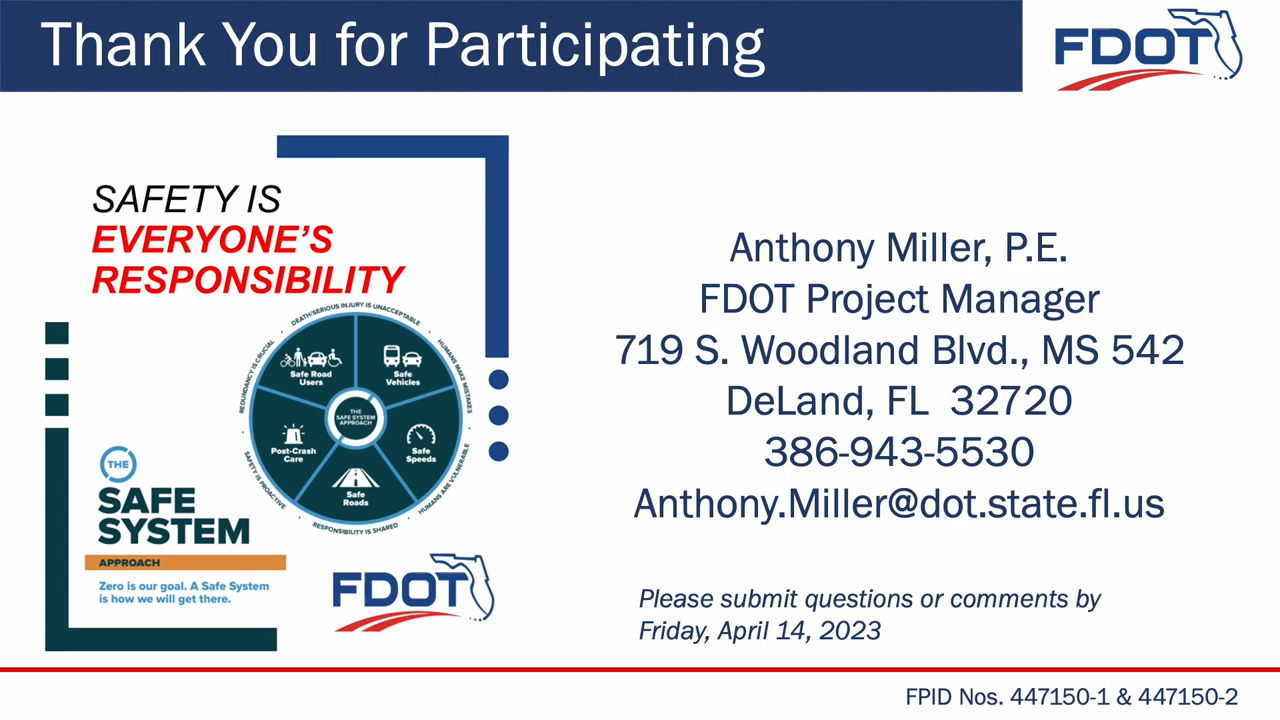 Thank You for Participating
FDOT
SAFETY IS
EVERYONE'S
RESPONSIBILITY
DEATH/SERIOUS INJURY IS UNACCEPTABLE
HUMANS MAKE MISTAKES
HUMANS ARE VULNERABLE
RESPONSIBILITY IS SHARED
SAFETY IS PROACTIVE
REDUNDANCY IS CRUCIAL
Safe Road
Users
Safe
Vehicles
THE
SAFE SYSTEM
APPROACH
Post-Crash
Care
Safe
Speeds
Safe
Roads
THE
SAFE
SYSTEM
APPROACH
Zero is our goal. A Safe System
is how we will get there.
FDOT
Anthony Miller, P.E.
FDOT Project Manager
719 S. Woodland Blvd., MS 542
DeLand, FL  32720
386-943-5530
Anthony.Miller@dot.state.fl.us
Please submit questions or comments by
Friday, April 14, 2023
FPID Nos. 447150-1 & 447150-2